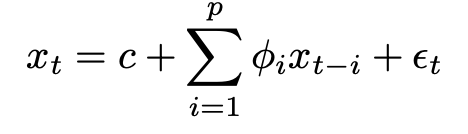 $x_t = c + \sum_{i=1}^{p} \phi_i x_{t-i} + \epsilon_t$